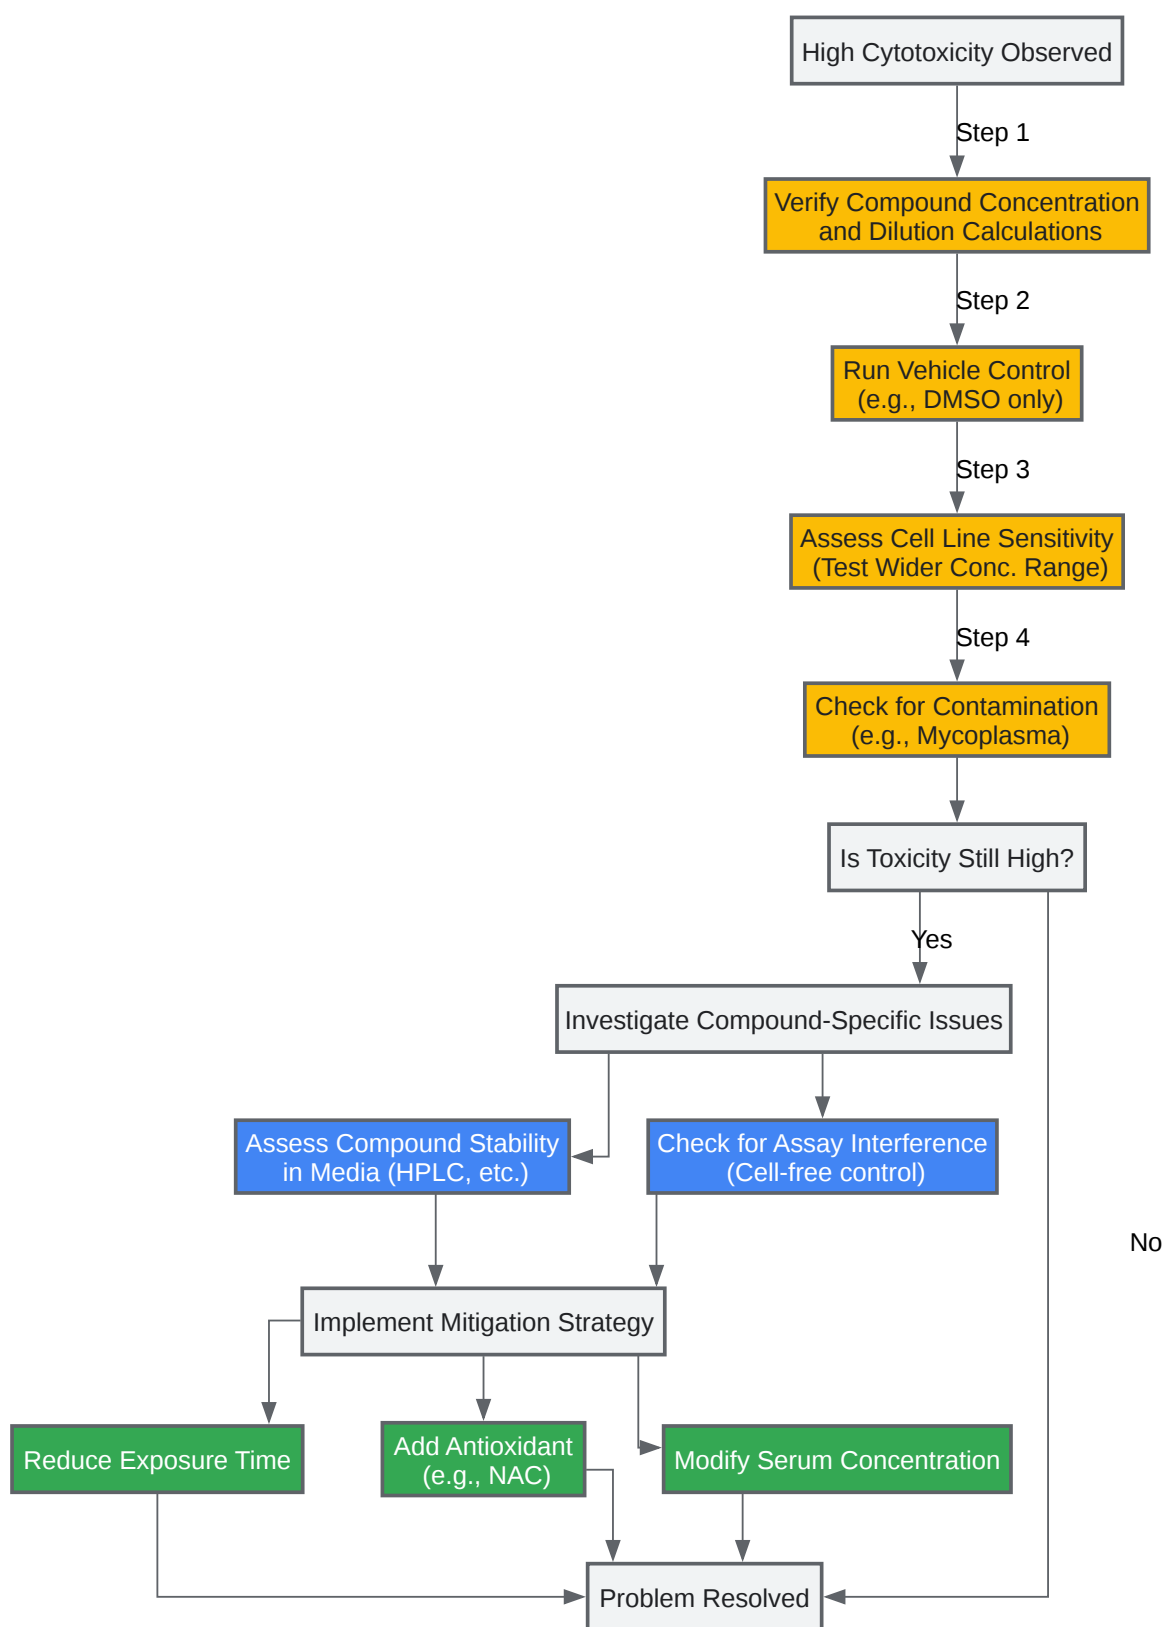 High Cytotoxicity Observed
Step 1
Verify Compound Concentration
and Dilution Calculations
Step 2
Run Vehicle Control
(e.g., DMSO only)
Step 3
Assess Cell Line Sensitivity
(Test Wider Conc. Range)
Step 4
Check for Contamination
(e.g., Mycoplasma)
Is Toxicity Still High?
Yes
Investigate Compound-Specific Issues
Assess Compound Stability
in Media (HPLC, etc.)
Check for Assay Interference
(Cell-free control)
No
Implement Mitigation Strategy
Reduce Exposure Time
Add Antioxidant
(e.g., NAC)
Modify Serum Concentration
Problem Resolved